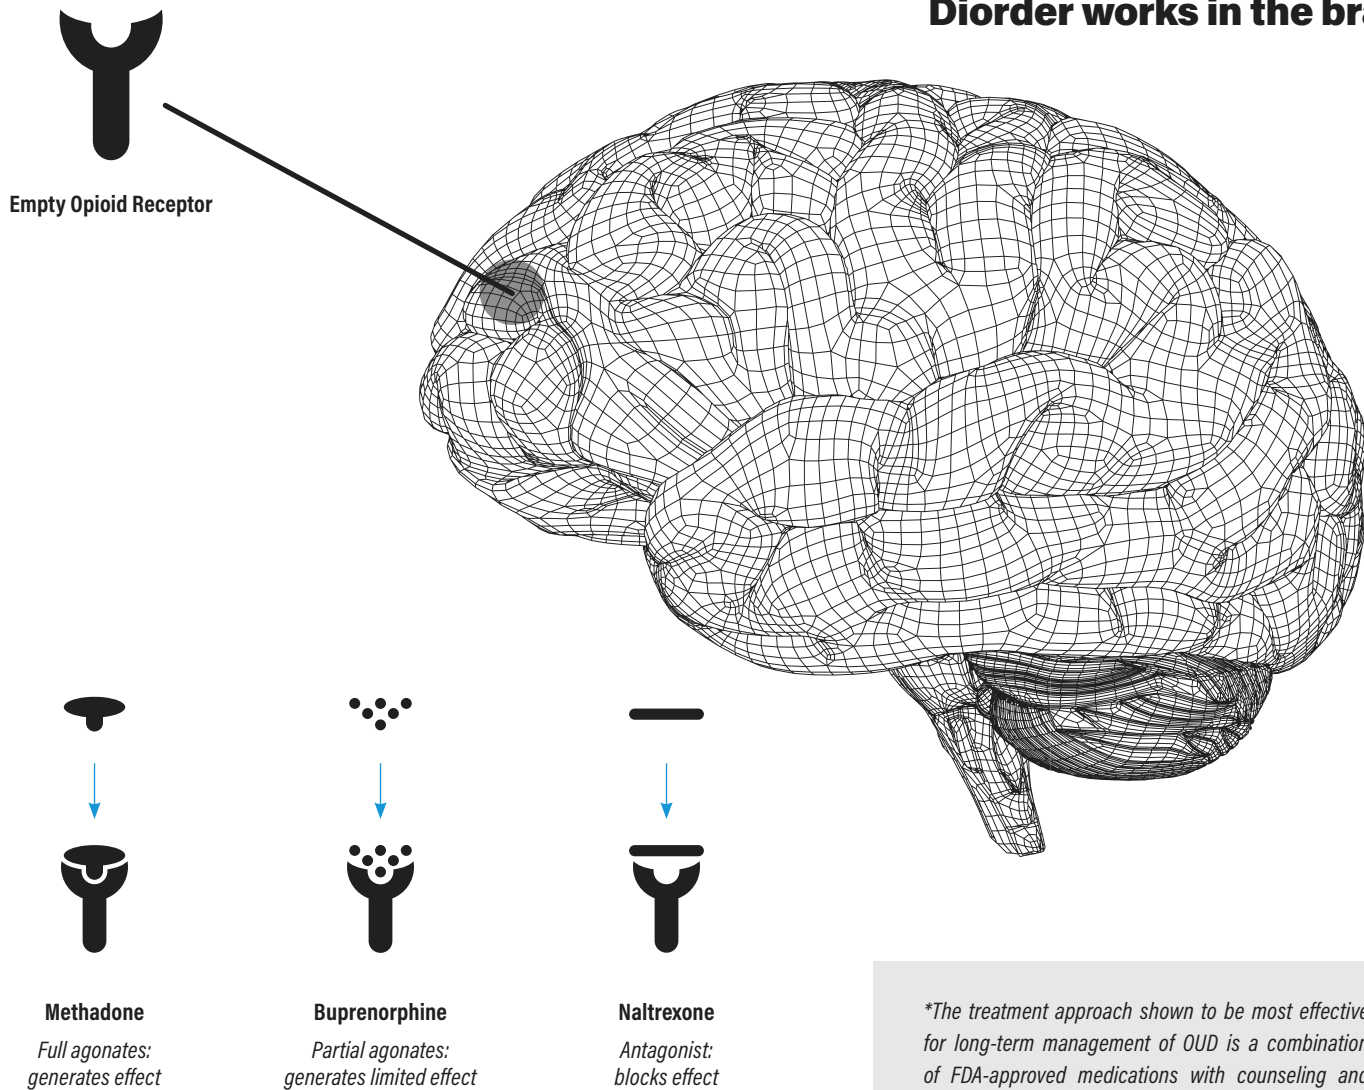 Diorder works in the bra
Empty Opioid Receptor
Methadone
Full agonates:
generates effect
Buprenorphine
Partial agonates:
generates limited effect
Naltrexone
Antagonist:
blocks effect
*The treatment approach shown to be most effective
for long-term management of OUD is a combination
of FDA-approved medications with counseling and